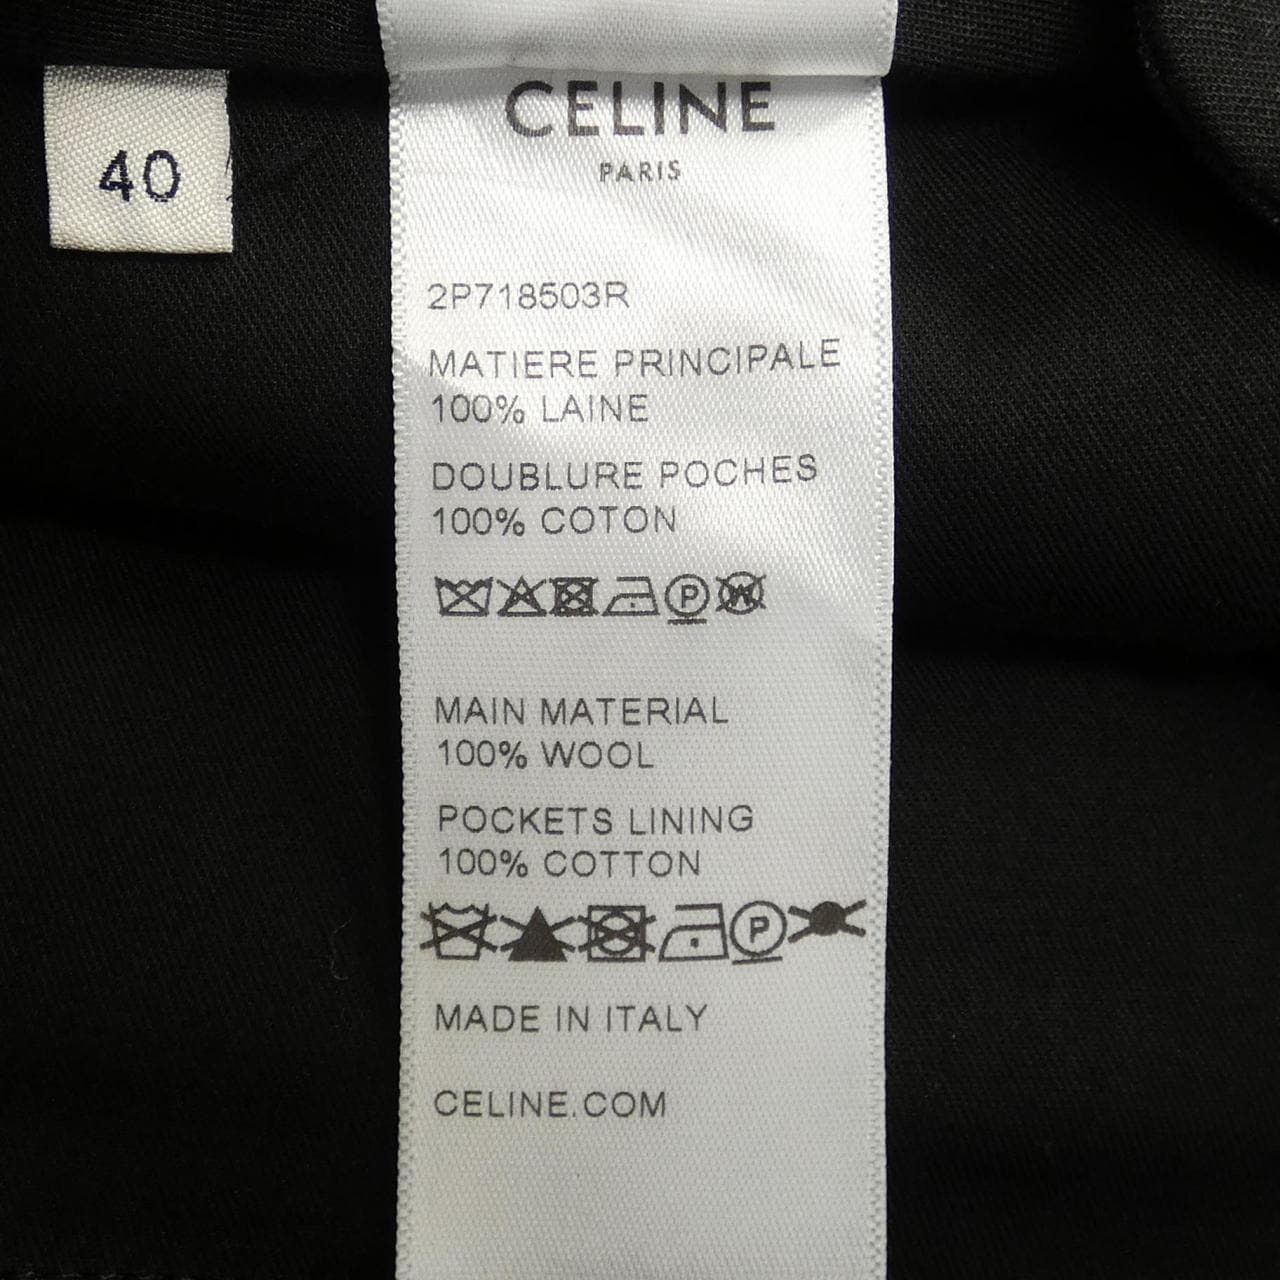 40
CELINE
PARIS
2P718503R
MATIERE PRINCIPALE
100% LAINE
DOUBLURE POCHES
100% COTON
P W
MAIN MATERIAL
100% WOOL
POCKETS LINING
100% COTTON
P
MADE IN ITALY
CELINE.COM